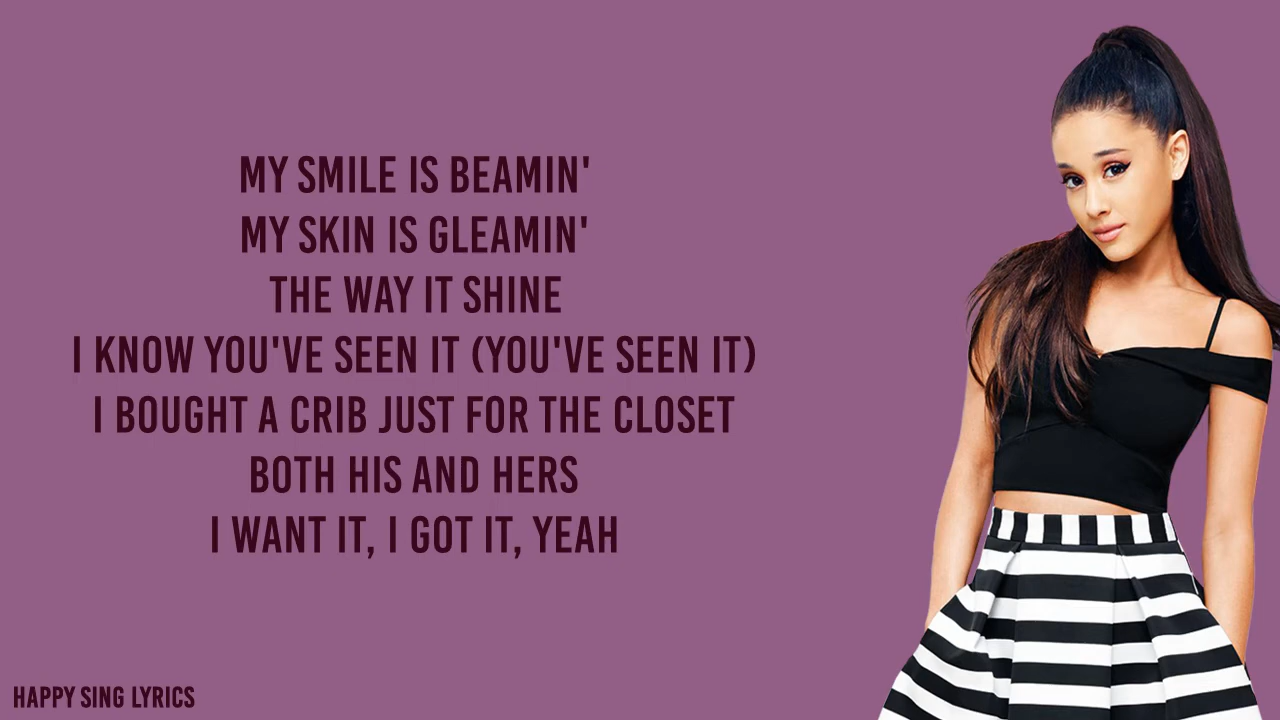 MY SMILE IS BEAMIN'
MY SKIN IS GLEAMIN'
THE WAY IT SHINE
I KNOW YOU'VE SEEN IT (YOU'VE SEEN IT)
I BOUGHT A CRIB JUST FOR THE CLOSET
BOTH HIS AND HERS
I WANT IT, I GOT IT, YEAH
HAPPY SING LYRICS